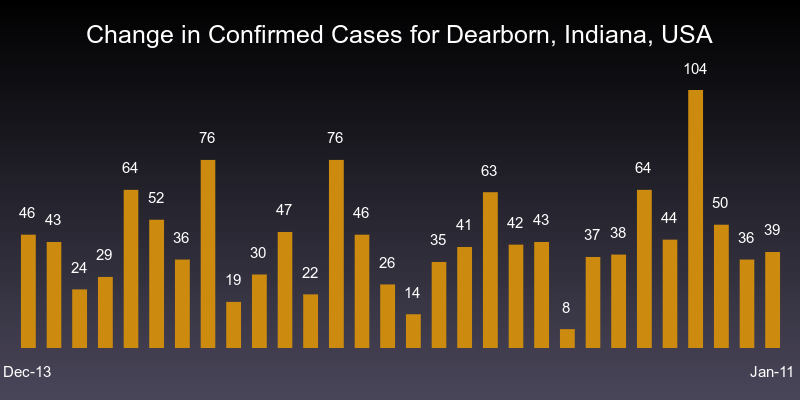 Change in Confirmed Cases for Dearborn, Indiana, USA
46 43 24 29 64 52 36 76 19 30 47 22 76 46 26 14 35 41 63 42 43 8 37 38 64 44 104 50 36 39
Dec-13 Jan-11